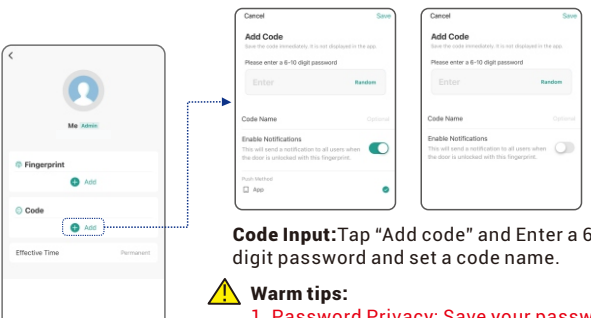 Me Admin
Fingerprint
Add
Code
Add
Effective Time Permanent
Cancel Save
Add Code
Save the code immediately, it is not displayed in the app.
Please enter a 6-10 digit password
Enter Random
Code Name Optional
Enable Notifications
This will send a notification to all users when
the door is unlocked with this fingerprint.
Push Method
App
Cancel Save
Add Code
Save the code immediately, it is not displayed in the app.
Please enter a 6-10 digit password
Enter Random
Code Name Optional
Enable Notifications
This will send a notification to all users when
the door is unlocked with this fingerprint.
Code Input:Tap "Add code" and Enter a 6
digit password and set a code name.
Warm tips:
1. Password Privacy: Save your passw